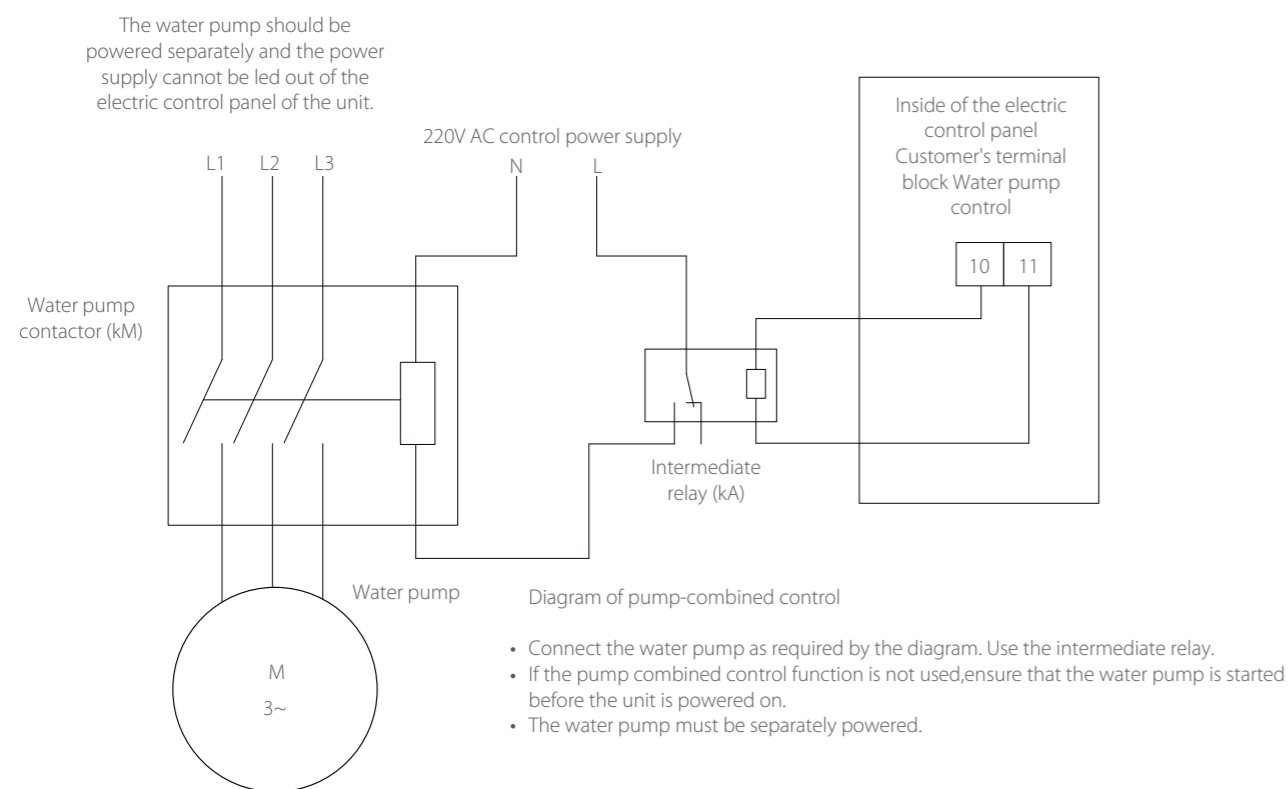 The water pump should be
powered separately and the power
supply cannot be led out of the
electric control panel of the unit.
220V AC control power supply
L1 L2 L3
N L
Inside of the electric
control panel
Customer's terminal
block Water pump
control
10 11
Water pump
contactor (kM)
Intermediate
relay (kA)
Water pump
M
3~
Diagram of pump-combined control
• Connect the water pump as required by the diagram. Use the intermediate relay.
• If the pump combined control function is not used,ensure that the water pump is started
before the unit is powered on.
• The water pump must be separately powered.